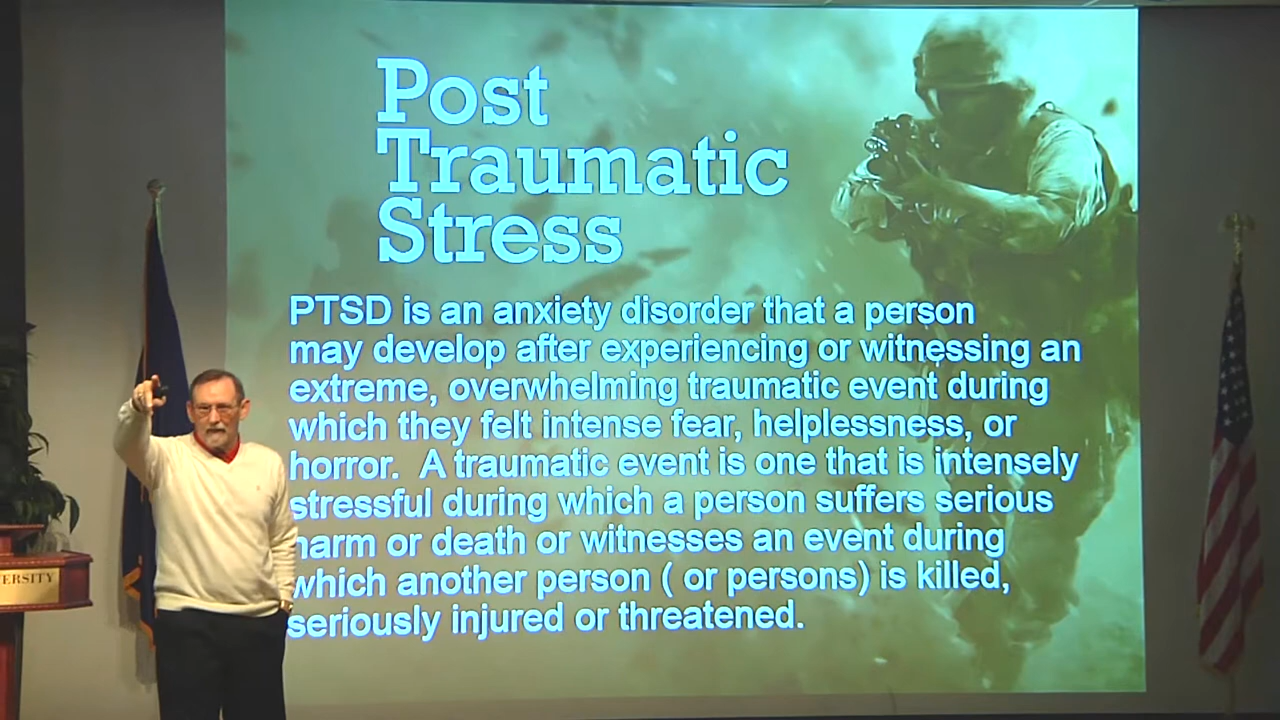 Post
Traumatic
Stress
PTSD is an anxiety disorder that a person
may develop after experiencing or witnessing an
extreme, overwhelming traumatic event during
which they felt intense fear, helplessness, or
horror. A traumatic event is one that is intensely
stressful during which a person suffers serious
harm or death or witnesses an event during
which another person ( or persons) is killed,
seriously injured or threatened.
ERSITY